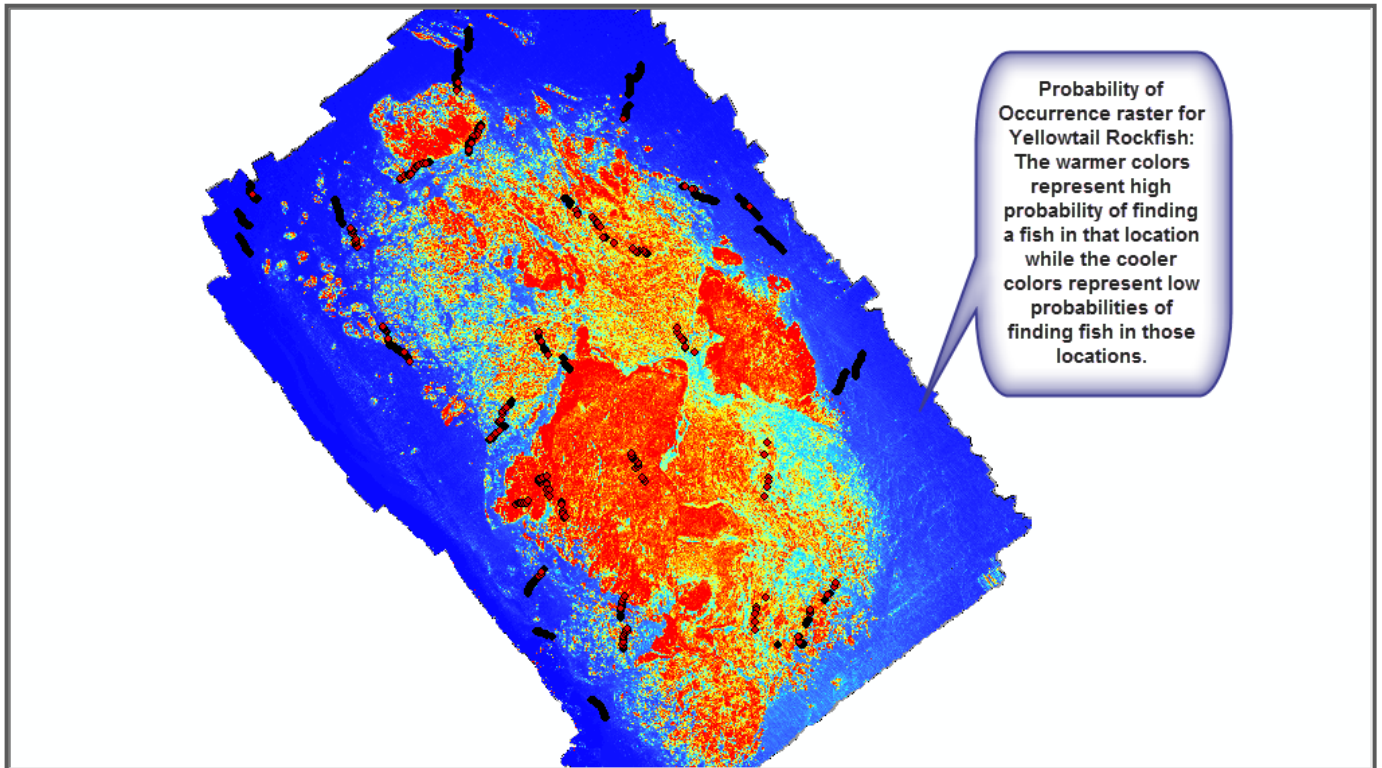 Probability of
Occurrence raster for
Yellowtail Rockfish:
The warmer colors
represent high
probability of finding
a fish in that location
while the cooler
colors represent low
probabilities of
finding fish in those
locations.